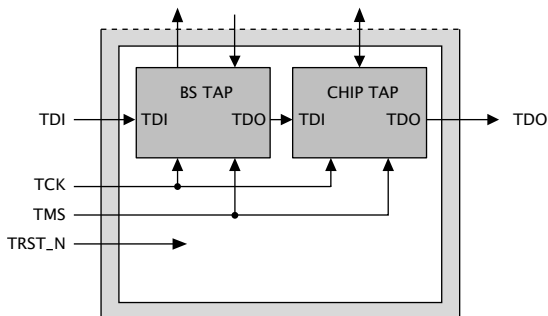 BS TAP CHIP TAP
TDI TDI TDO TDI TDO TDO
TCK
TMS
TRST_N